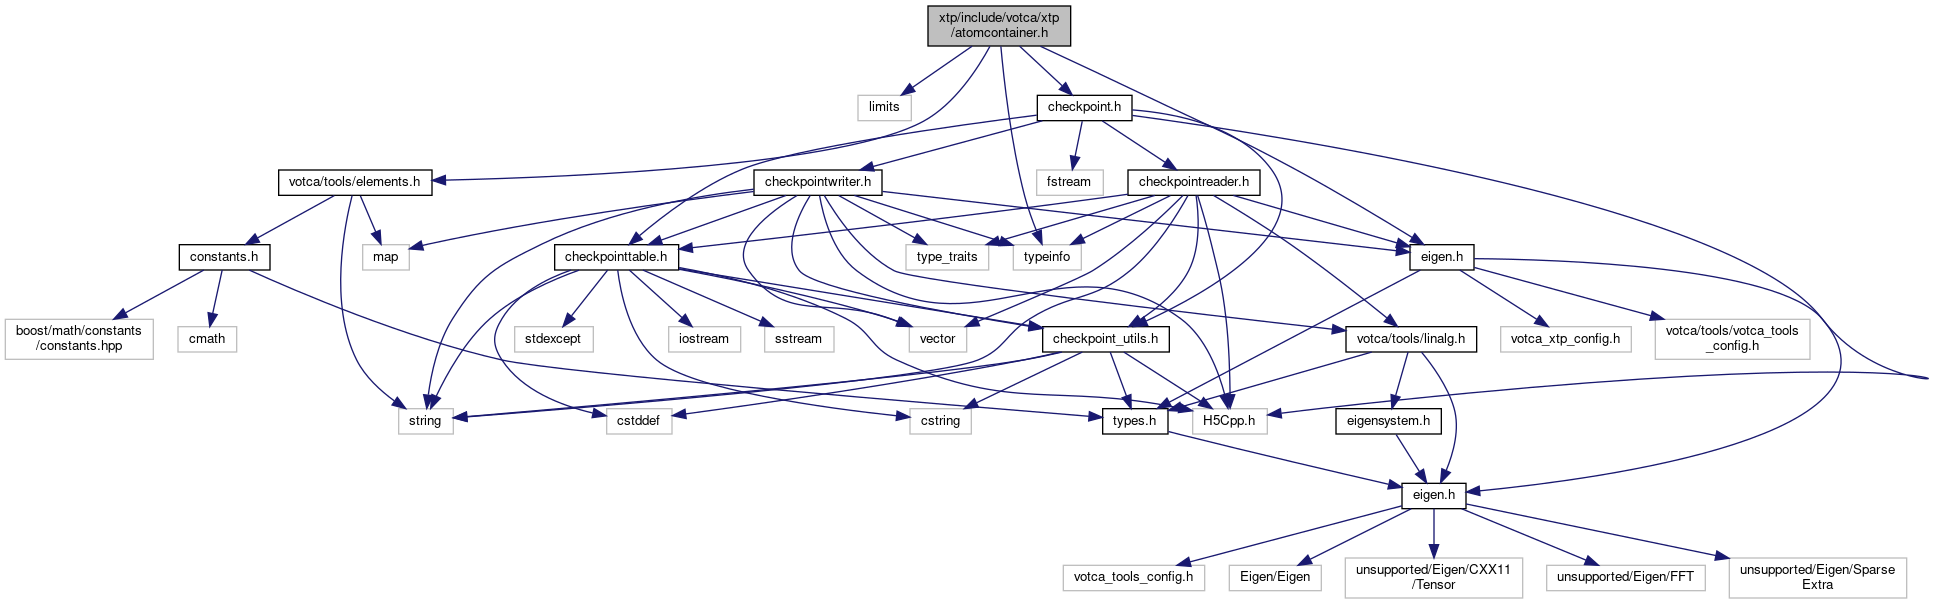 xtp/include/votca/xtp
/atomcontainer.h
limits
checkpoint.h
votca/tools/elements.h
checkpointwriter.h
fstream
checkpointreader.h
constants.h
map
checkpointtable.h
type_traits
typeinfo
eigen.h
boost/math/constants
/constants.hpp
cmath
stdexcept
iostream
sstream
vector
checkpoint_utils.h
votca/tools/linalg.h
votca_xtp_config.h
votca/tools/votca_tools
_config.h
string
cstddef
cstring
types.h
H5Cpp.h
eigensystem.h
eigen.h
votca_tools_config.h
Eigen/Eigen
unsupported/Eigen/CXX11
/Tensor
unsupported/Eigen/FFT
unsupported/Eigen/Sparse
Extra